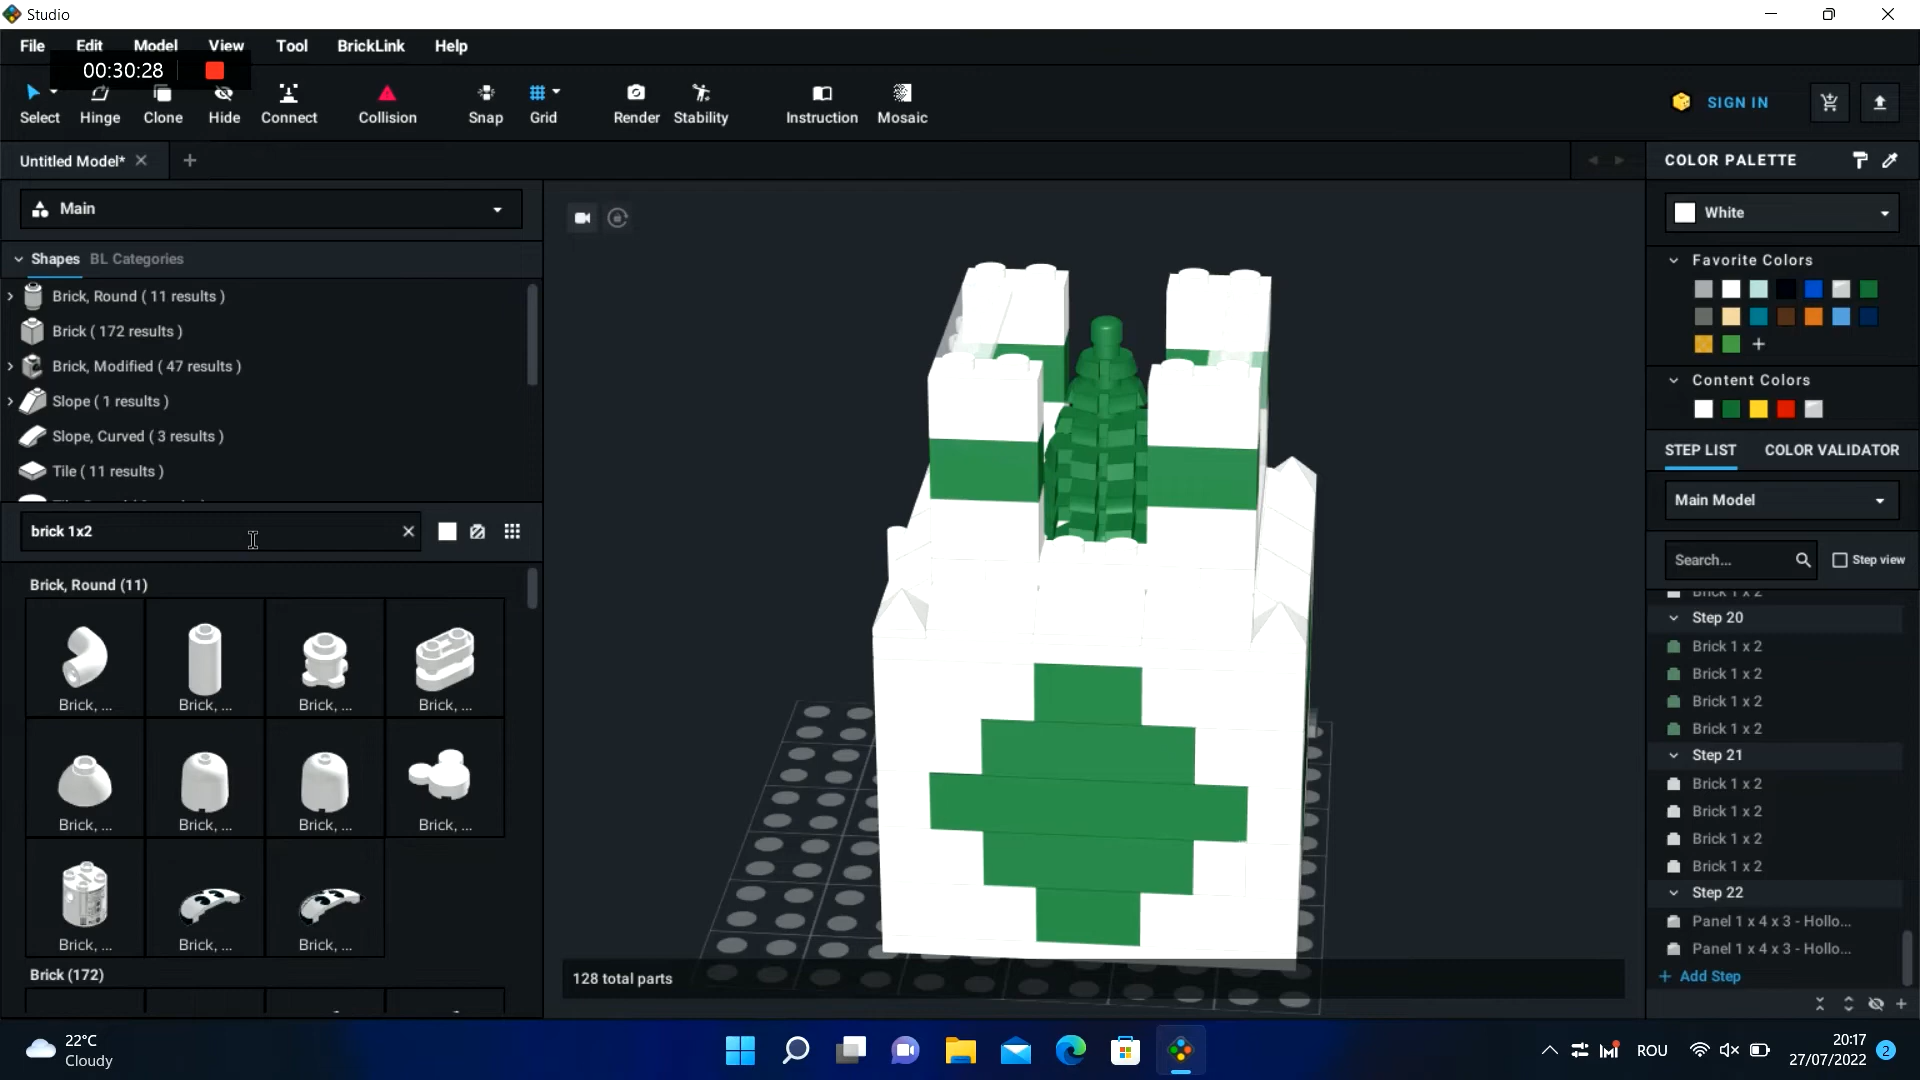 Studio
File Edit Model View Tool BrickLink Help
00:30:28
Select Hinge Clone Hide Connect Collision Snap Grid Render Stability Instruction Mosaic
SIGN IN
Untitled Model*
COLOR PALETTE
Main
White
Shapes BL Categories
Favorite Colors
Brick, Round ( 11 results )
Brick ( 172 results )
Brick, Modified ( 47 results )
Content Colors
Slope ( 1 results )
Slope, Curved ( 3 results )
STEP LIST COLOR VALIDATOR
Tile ( 11 results )
Main Model
brick 1x2
Search...
Step view
Brick, Round (11)
Brick 1 x 2
Step 20
Brick 1 x 2
Brick 1 x 2
Brick 1 x 2
Brick 1 x 2
Brick, ... Brick, ... Brick, ... Brick, ...
Step 21
Brick 1 x 2
Brick 1 x 2
Brick 1 x 2
Brick 1 x 2
Brick, ... Brick, ... Brick, ... Brick, ...
Step 22
Panel 1 x 4 x 3 - Hollo...
Panel 1 x 4 x 3 - Hollo...
Brick, ... Brick, ... Brick, ...
Brick (172)
128 total parts
+ Add Step
22°C
Cloudy
ROU
20:17
27/07/2022
2